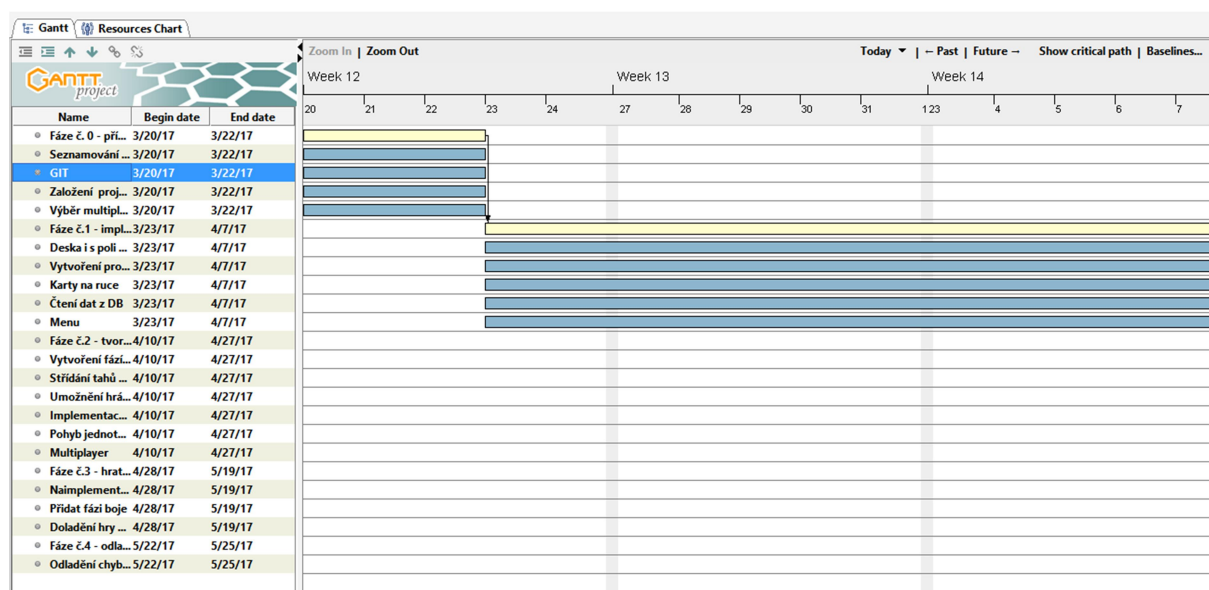 Gantt Resources Chart
Zoom In | Zoom Out Today ▼ | ← Past | Future → Show critical path | Baselines...
GANTT project
Week 12 Week 13 Week 14
20 21 22 23 24 27 28 29 30 31 1 2 3 4 5 6 7
Name Begin date End date
Fáze č. 0 - pří... 3/20/17 3/22/17
Seznamování ... 3/20/17 3/22/17
GIT 3/20/17 3/22/17
Založení proj... 3/20/17 3/22/17
Výběr multipl... 3/20/17 3/22/17
Fáze č.1 - impl... 3/23/17 4/7/17
Deska i s poli ... 3/23/17 4/7/17
Vytvoření pro... 3/23/17 4/7/17
Karty na ruce 3/23/17 4/7/17
Čtení dat z DB 3/23/17 4/7/17
Menu 3/23/17 4/7/17
Fáze č.2 - tvor... 4/10/17 4/27/17
Vytvoření fází... 4/10/17 4/27/17
Střídání tahů ... 4/10/17 4/27/17
Umožnění hrá... 4/10/17 4/27/17
Implementac... 4/10/17 4/27/17
Pohyb jednot... 4/10/17 4/27/17
Multiplayer 4/10/17 4/27/17
Fáze č.3 - hrat... 4/28/17 5/19/17
Naimplement... 4/28/17 5/19/17
Přidat fázi boje 4/28/17 5/19/17
Doladění hry ... 4/28/17 5/19/17
Fáze č.4 - odla... 5/22/17 5/25/17
Odladění chyb... 5/22/17 5/25/17